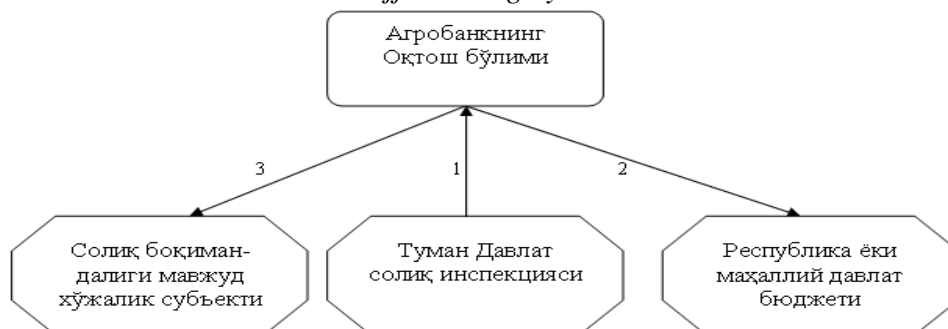 Агробанкнинг
Оқтош бўлими
3
1
2
Солиқ боқиман-
далиги мавжуд
хўжалик субъекти
Туман Давлат
солиқ инспекцияси
Республика ёки
маҳаллий давлат
бюджети